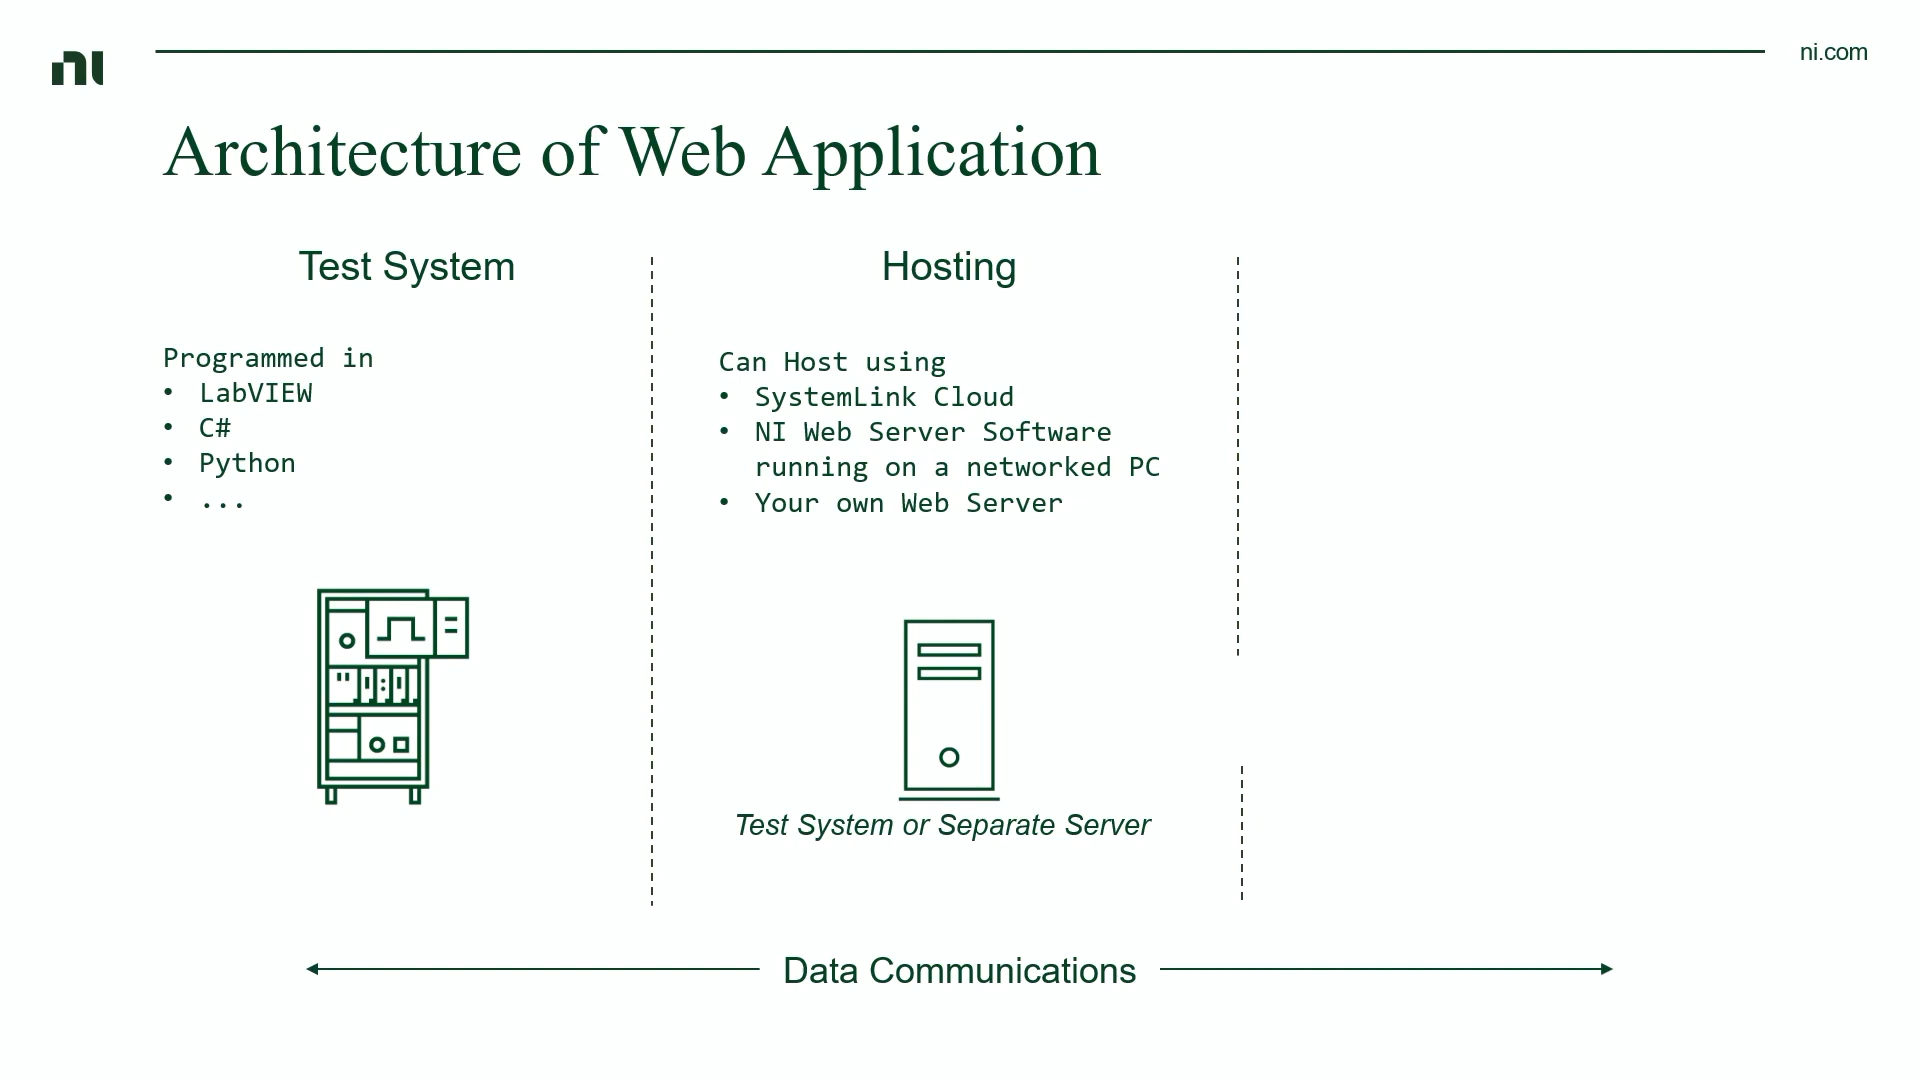 ni
ni.com
Architecture of Web Application
Test System
Programmed in
• LabVIEW
• C#
• Python
• ...
Hosting
Can Host using
• SystemLink Cloud
• NI Web Server Software
running on a networked PC
• Your own Web Server
Test System or Separate Server
Data Communications